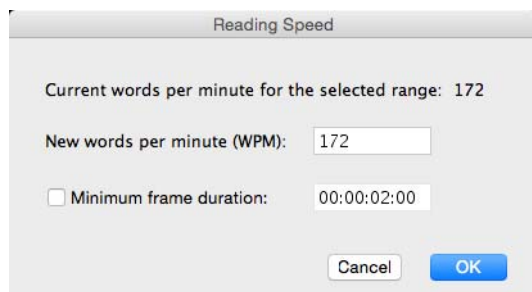 Reading Speed
Current words per minute for the selected range: 172
New words per minute (WPM): 172
Minimum frame duration: 00:00:02:00
Cancel OK